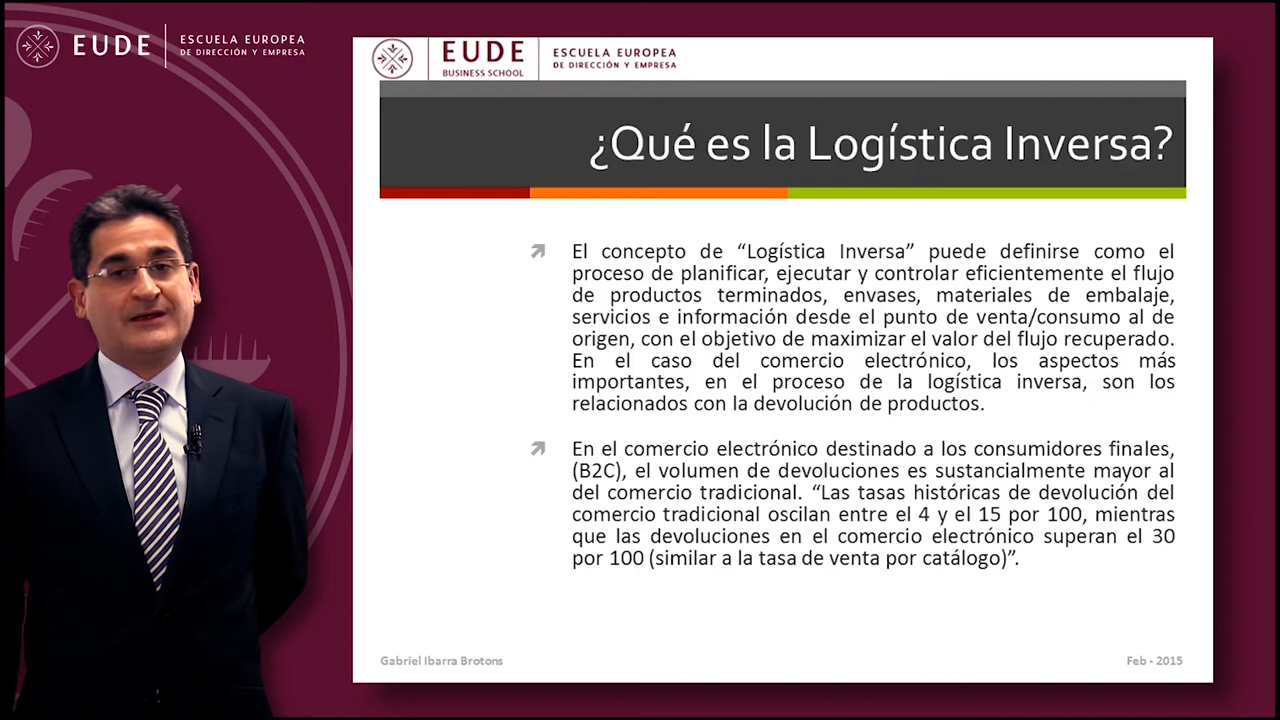 EUDE
ESCUELA EUROPEA
DE DIRECCIÓN Y EMPRESA
EUDE
BUSINESS SCHOOL
ESCUELA EUROPEA
DE DIRECCIÓN Y EMPRESA
¿Qué es la Logística Inversa?
El concepto de “Logística Inversa” puede definirse como el
proceso de planificar, ejecutar y controlar eficientemente el flujo
de productos terminados, envases, materiales de embalaje,
servicios e información desde el punto de venta/consumo al de
origen, con el objetivo de maximizar el valor del flujo recuperado.
En el caso del comercio electrónico, los aspectos más
importantes, en el proceso de la logística inversa, son los
relacionados con la devolución de productos.
En el comercio electrónico destinado a los consumidores finales,
(B2C), el volumen de devoluciones es sustancialmente mayor al
del comercio tradicional. “Las tasas históricas de devolución del
comercio tradicional oscilan entre el 4 y el 15 por 100, mientras
que las devoluciones en el comercio electrónico superan el 30
por 100 (similar a la tasa de venta por catálogo)”.
Gabriel Ibarra Brotons
Feb - 2015